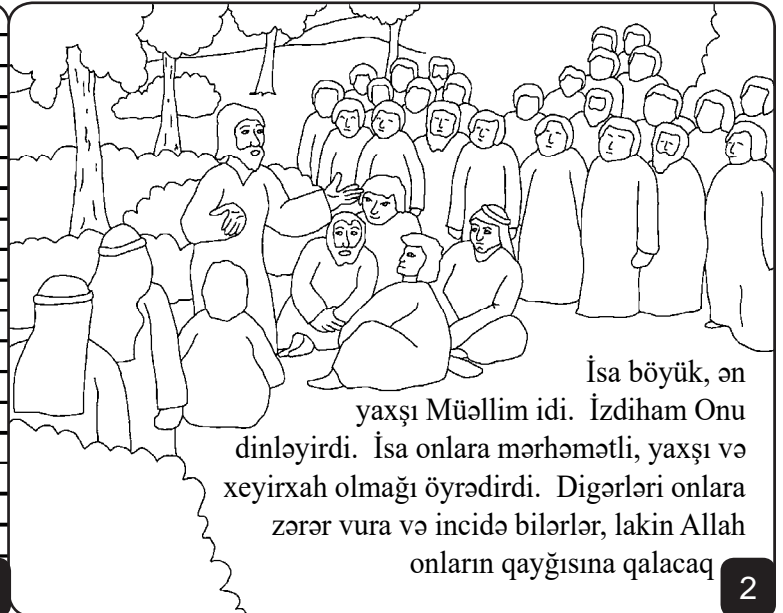 İsa böyük, ən
yaxşı Müəllim idi. İzdiham Onu
dinləyirdi. İsa onlara mərhəmətli, yaxşı və
xeyirxah olmağı öyrədirdi. Digərləri onlara
zərər vura və incidə bilərlər, lakin Allah
onların qayğısına qalacaq
2